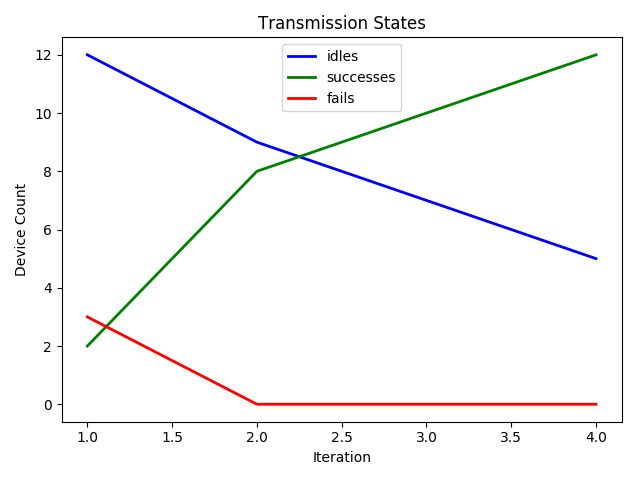 Transmission States
idles
successes
fails
Device Count
12
10
8
6
4
2
0
1.0 1.5 2.0 2.5 3.0 3.5 4.0
Iteration